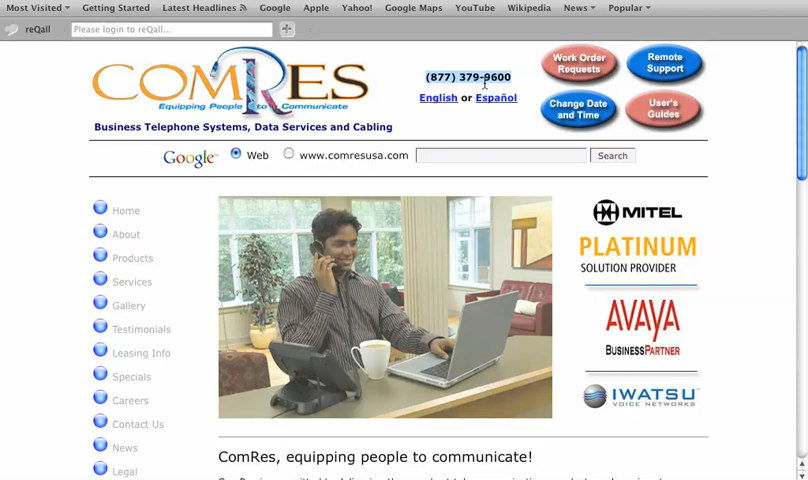 Most Visited Getting Started Latest Headlines Google Apple Yahoo! Google Maps YouTube Wikipedia News Popular
reQall Please login to reQall...
COMRES
Equipping People to Communicate
Business Telephone Systems, Data Services and Cabling
(877) 379-9600
English or Español
Work Order Requests
Remote Support
Change Date and Time
User's Guides
Google Web www.comresusa.com Search
Home
About
Products
Services
Gallery
Testimonials
Leasing Info
Specials
Careers
Contact Us
News
Legal
MITEL
PLATINUM
SOLUTION PROVIDER
AVAYA
BUSINESSPARTNER
IWATSU
VOICE NETWORKS
ComRes, equipping people to communicate!